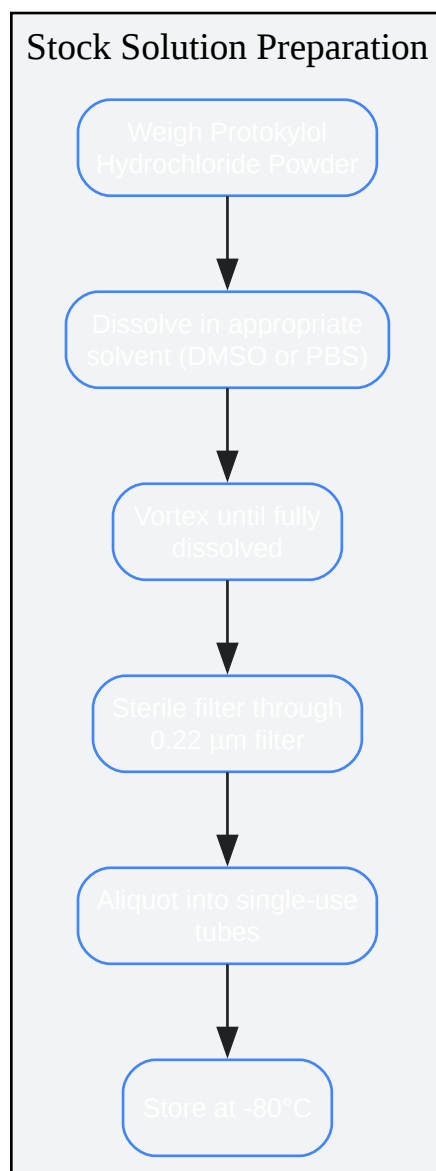 Stock Solution Preparation
Weigh Protokylol
Hydrochloride Powder
Dissolve in appropriate
solvent (DMSO or PBS)
Vortex until fully
dissolved
Sterile filter through
0.22 µm filter
Aliquot into single-use
tubes
Store at -80°C